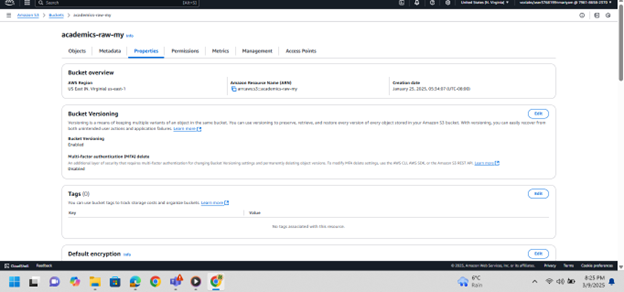 Search
[Alt+S]
United States (N. Virginia)
Amazon S3 > Buckets > academics-raw-my
academics-raw-my Info
Objects Metadata Properties Permissions Metrics Management Access Points
Bucket overview
AWS Region
US East (N. Virginia) us-east-1
Amazon Resource Name (ARN)
arn:aws:s3:::academics-raw-my
Creation date
January 25, 2025,
Bucket Versioning
Edit
Versioning is a means of keeping multiple variants of an object in the same bucket. You can use versioning to preserve, retrieve, and restore every version of every object stored in your Amazon S3 bucket. With versioning, you can easily recover from
both unintended user actions and application failures. Learn more
Bucket Versioning
Enabled
Multi-factor authentication (MFA) delete
An additional layer of security that requires multi-factor authentication for changing Bucket Versioning settings and permanently deleting object versions. To modify MFA delete settings, use the AWS CLI, AWS SDK, or the Amazon S3 REST API. Learn more
Disabled
Tags (0)
Edit
You can use bucket tags to track storage costs and organize buckets. Learn more
Key Value
No tags associated with this resource.
Default encryption Info
Edit
CloudShell Feedback
© 2025, Amazon Web Services, Inc. or its affiliates. Privacy Terms Cookie preferences
6°C
Rain
8:25 PM
3/9/2025